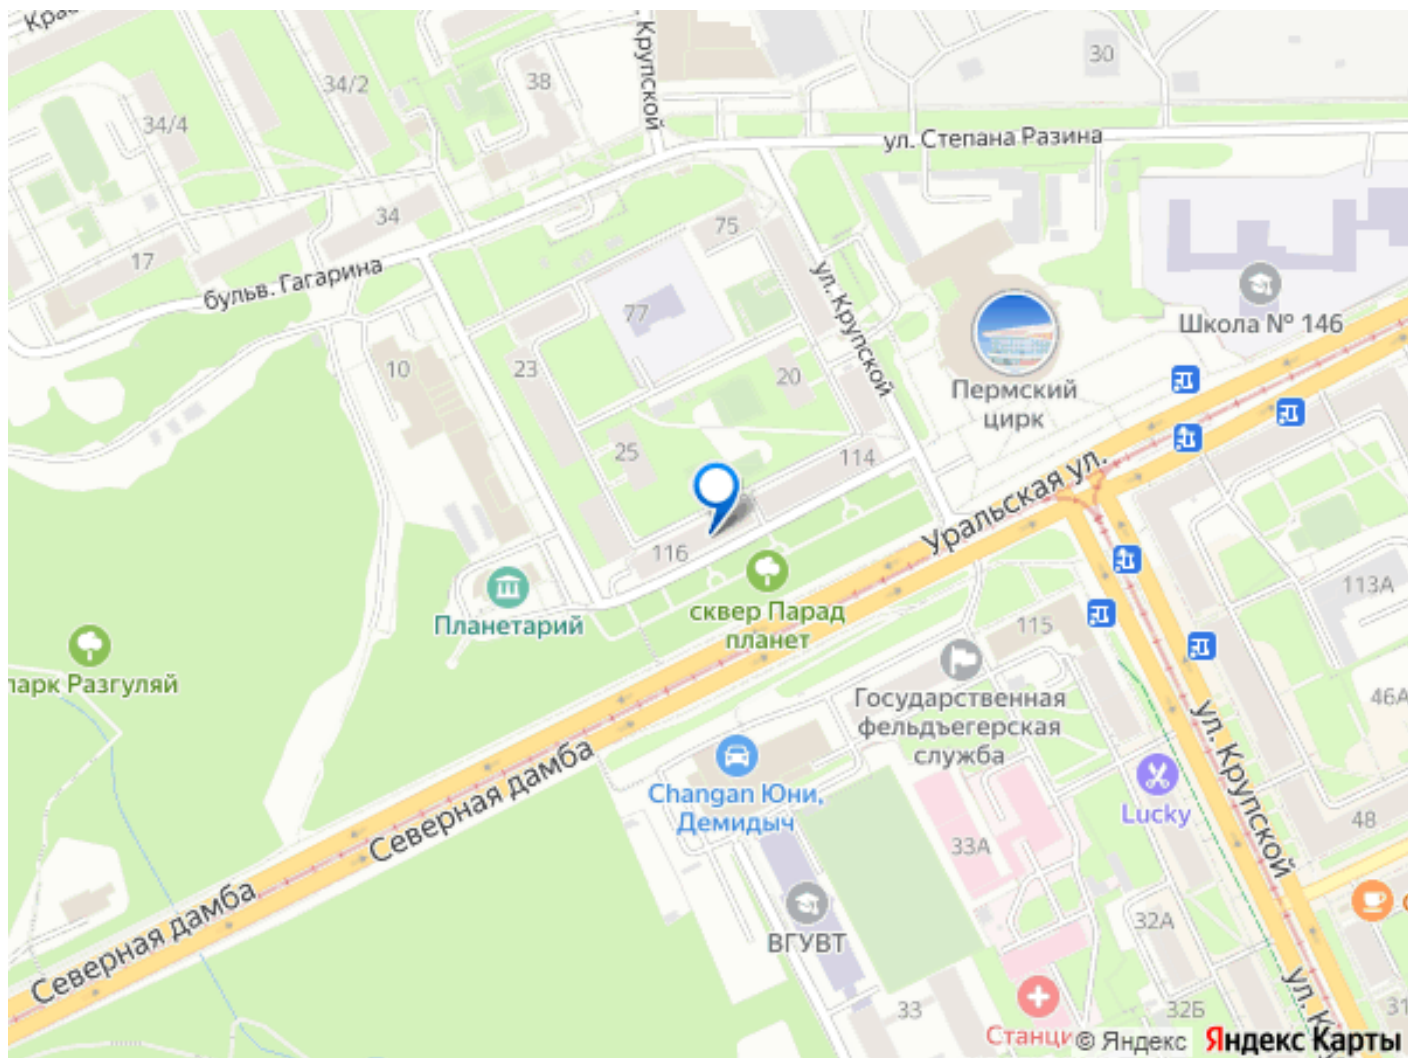 Крупской
30
34/2
38
34/4
ул. Степана Разина
34
75
17
бульв. Гагарина
ул. Крупской
77
Школа № 146
10
23
20
Пермский
цирк
25
114
Уральская ул.
116
Планетарий
сквер Парад
планет
115
113А
парк Разгуляй
Государственная
фельдъегерская
служба
46А
ул. Крупской
Северная дамба
Changan Юни,
Демидыч
Lucky
48
33А
Северная дамба
ВГУВТ
32А
33
32Б
31
Станци
© Яндекс
Яндекс Карты